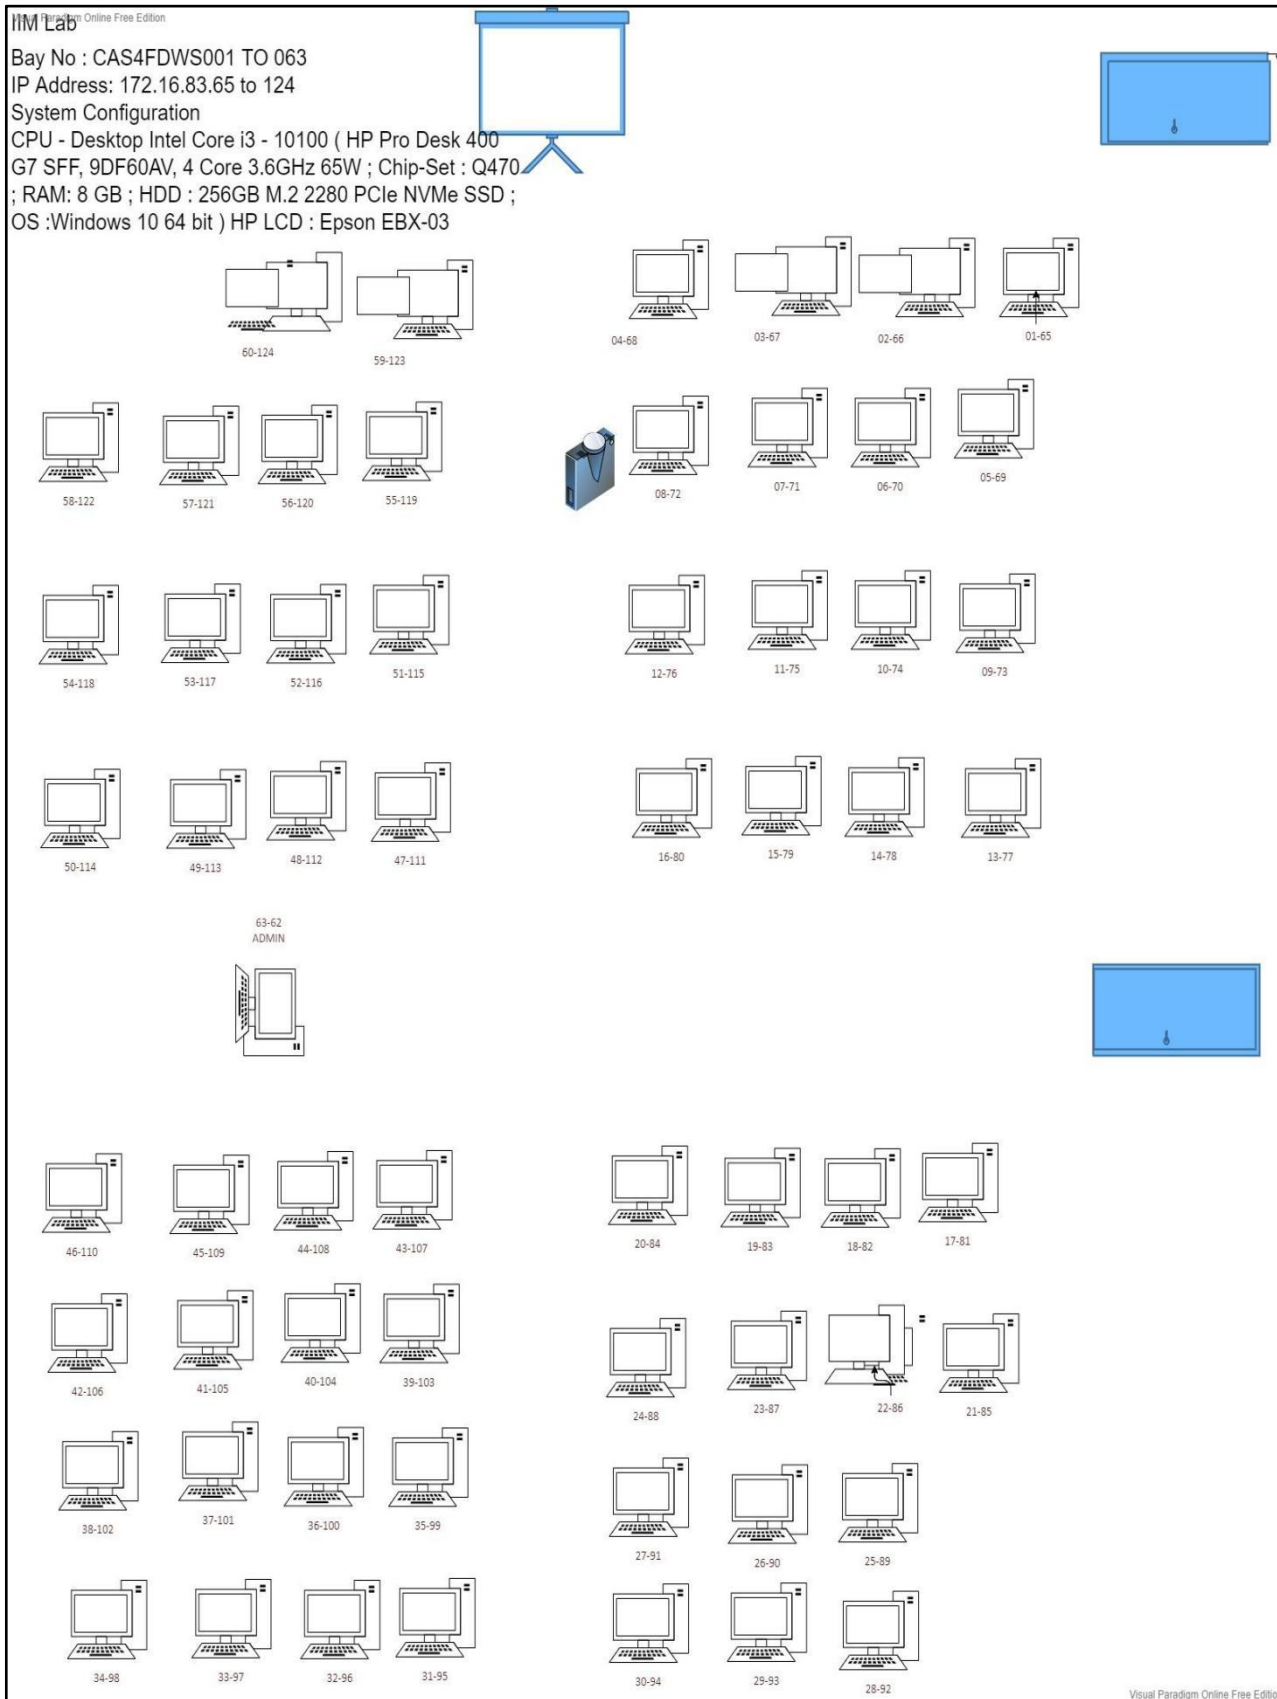 Visual Paradigm Online Free Edition
IIM Lab
Bay No : CAS4FDWS001 TO 063
IP Address: 172.16.83.65 to 124
System Configuration
CPU - Desktop Intel Core i3 - 10100 ( HP Pro Desk 400
G7 SFF, 9DF60AV, 4 Core 3.6GHz 65W ; Chip-Set : Q470
; RAM: 8 GB ; HDD : 256GB M.2 2280 PCIe NVMe SSD ;
OS :Windows 10 64 bit ) HP LCD : Epson EBX-03
60-124 59-123 04-68 03-67 02-66 01-65
58-122 57-121 56-120 55-119 08-72 07-71 06-70 05-69
54-118 53-117 52-116 51-115 12-76 11-75 10-74 09-73
50-114 49-113 48-112 47-111 16-80 15-79 14-78 13-77
63-62
ADMIN
46-110 45-109 44-108 43-107 20-84 19-83 18-82 17-81
42-106 41-105 40-104 39-103 24-88 23-87 22-86 21-85
38-102 37-101 36-100 35-99 27-91 26-90 25-89
34-98 33-97 32-96 31-95 30-94 29-93 28-92
Visual Paradigm Online Free Editio